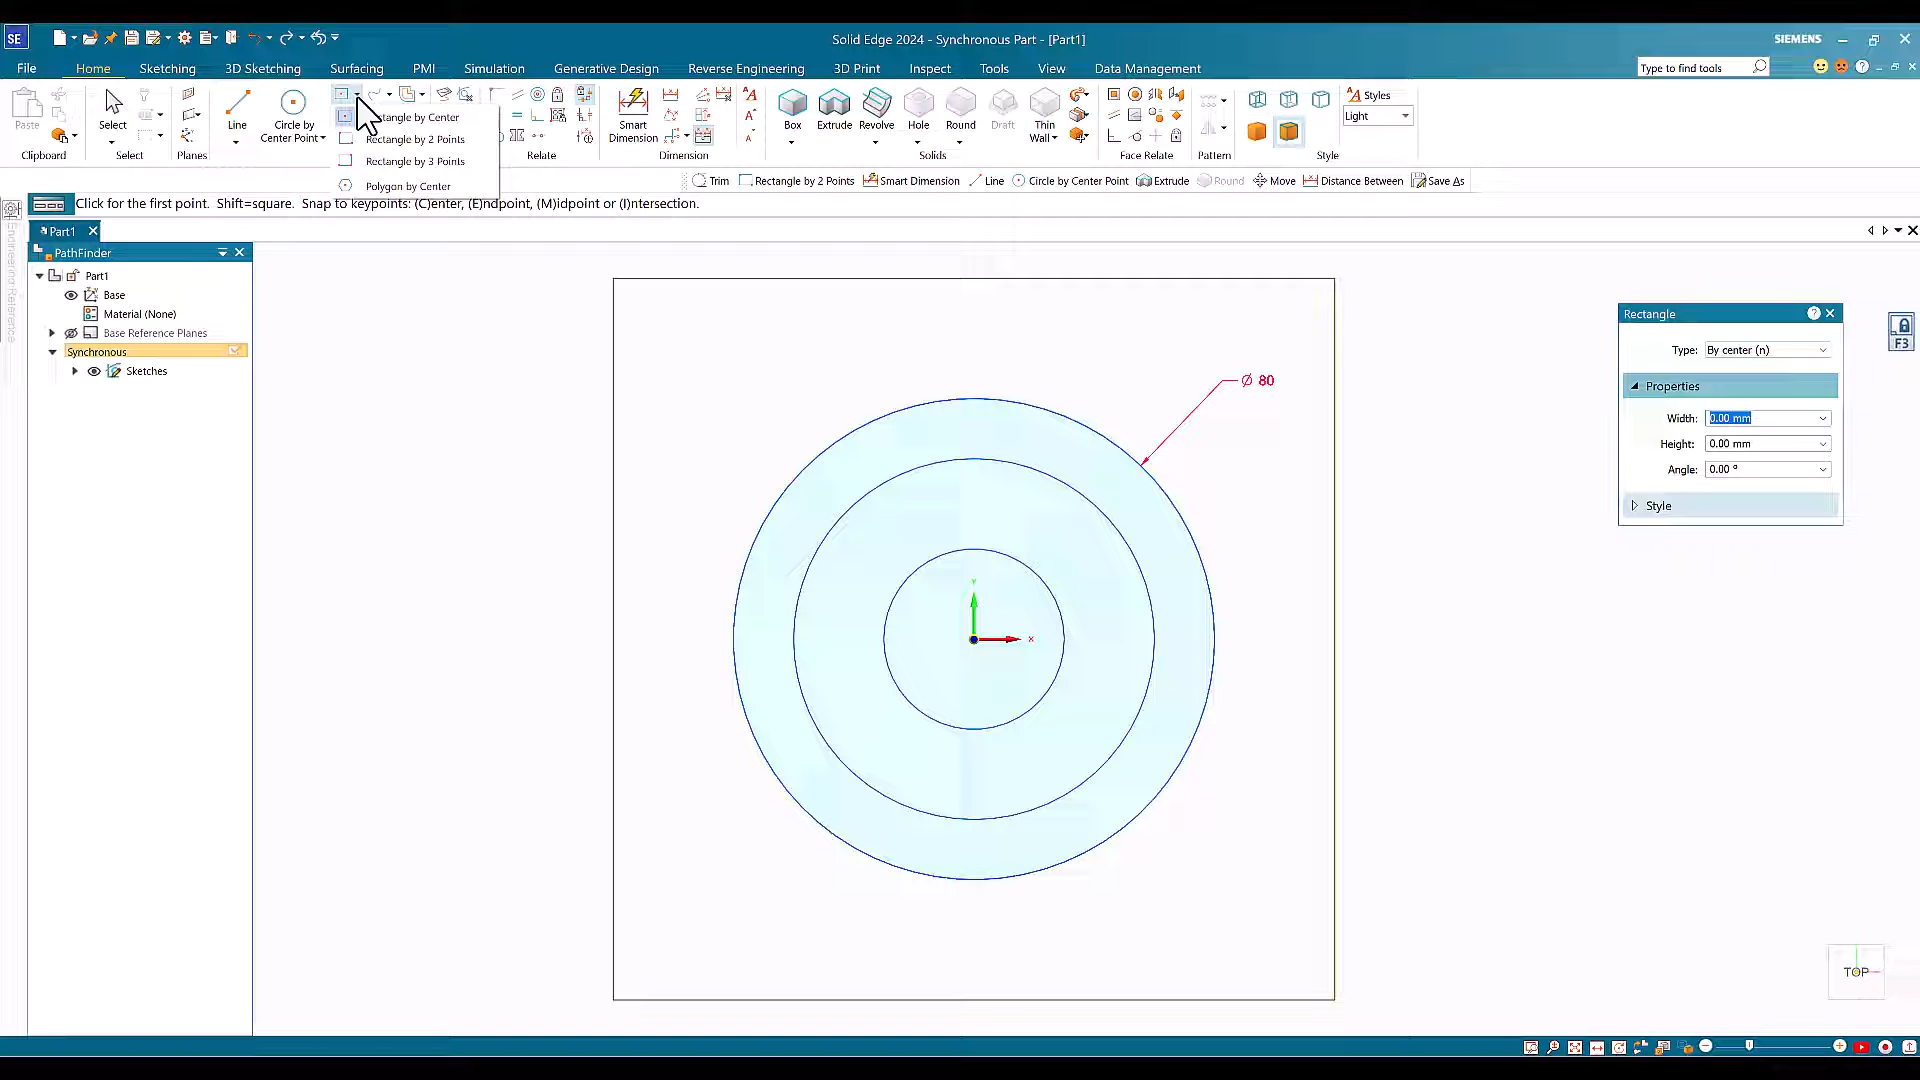 SE
Solid Edge 2024 - Synchronous Part - [Part1]
SIEMENS
File Home Sketching 3D Sketching Surfacing PMI Simulation Generative Design Reverse Engineering 3D Print Inspect Tools View Data Management
Type to find tools
Paste
Clipboard
Select
Select
Planes
Line
Circle by Center Point
tangle by Center
Rectangle by 2 Points
Rectangle by 3 Points
Polygon by Center
Relate
Smart Dimension
Dimension
Box
Extrude
Revolve
Hole
Round
Draft
Thin Wall
Solids
Face Relate
Pattern
Styles
Light
Style
Trim Rectangle by 2 Points Smart Dimension Line Circle by Center Point Extrude Round Move Distance Between Save As
Click for the first point. Shift=square. Snap to keypoints: (C)enter, (E)ndpoint, (M)idpoint or (I)ntersection.
Part1
Engineering Reference
PathFinder
Part1
Base
Material (None)
Base Reference Planes
Synchronous
Sketches
Ø 80
Y
X
Rectangle
Type: By center (n)
Properties
Width: 0.00 mm
Height: 0.00 mm
Angle: 0.00 °
Style
F3
TOP